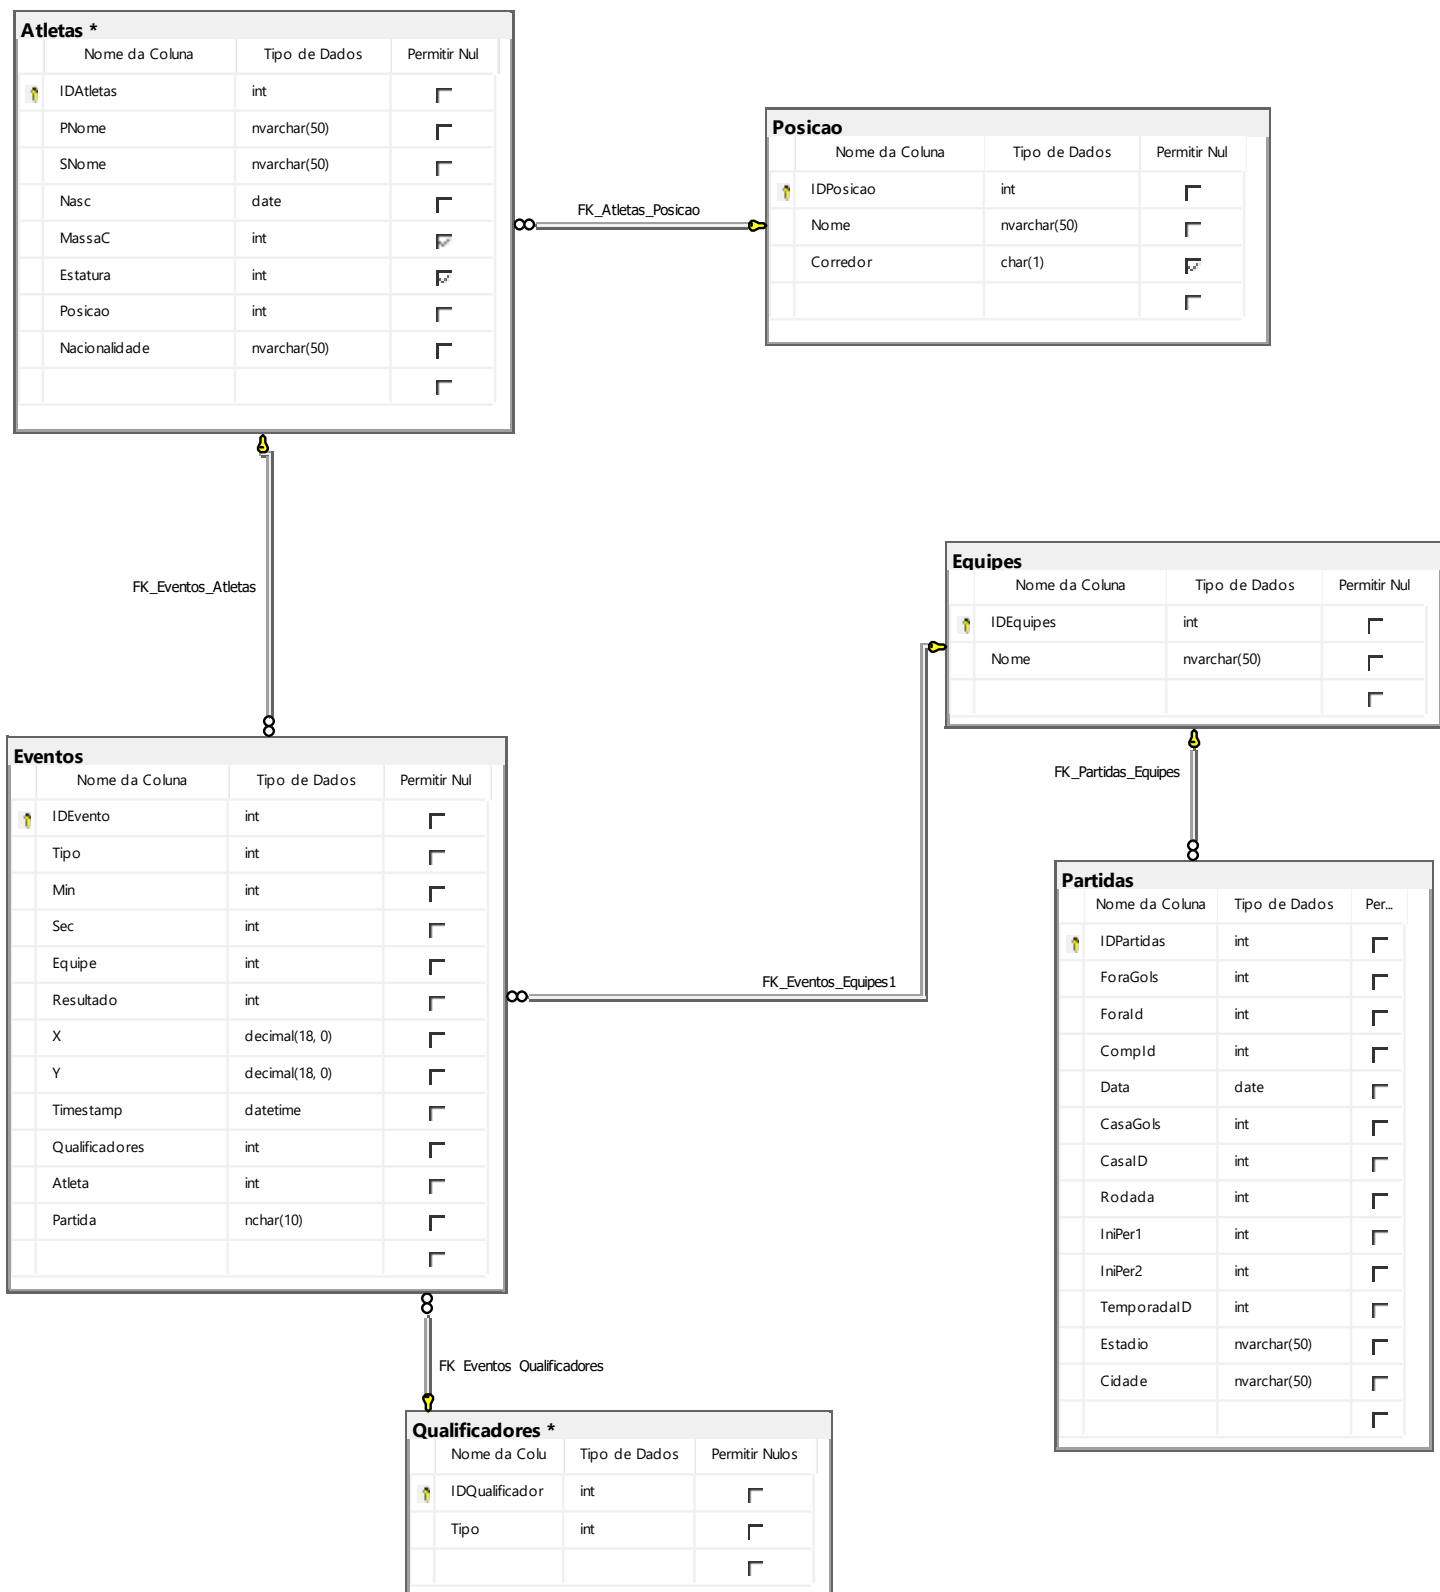 Atletas *
Nome da Coluna Tipo de Dados Permitir Nul
IDAtletas int
PNome nvarchar(50)
SNome nvarchar(50)
Nasc date
MassaC int
Estatura int
Posicao int
Nacionalidade nvarchar(50)
Posicao
Nome da Coluna Tipo de Dados Permitir Nul
IDPosicao int
Nome nvarchar(50)
Corredor char(1)
FK_Atletas_Posicao
FK_Eventos_Atletas
Equipes
Nome da Coluna Tipo de Dados Permitir Nul
IDEquipes int
Nome nvarchar(50)
FK_Partidas_Equipes
Eventos
Nome da Coluna Tipo de Dados Permitir Nul
IDEvento int
Tipo int
Min int
Sec int
Equipe int
Resultado int
X decimal(18, 0)
Y decimal(18, 0)
Timestamp datetime
Qualificadores int
Atleta int
Partida nchar(10)
FK_Eventos_Equipes1
Partidas
Nome da Coluna Tipo de Dados Per...
IDPartidas int
ForaGols int
ForaId int
CompId int
Data date
CasaGols int
CasaID int
Rodada int
IniPer1 int
IniPer2 int
TemporadaID int
Estadio nvarchar(50)
Cidade nvarchar(50)
FK Eventos Qualificadores
Qualificadores *
Nome da Colu Tipo de Dados Permitir Nulos
IDQualificador int
Tipo int